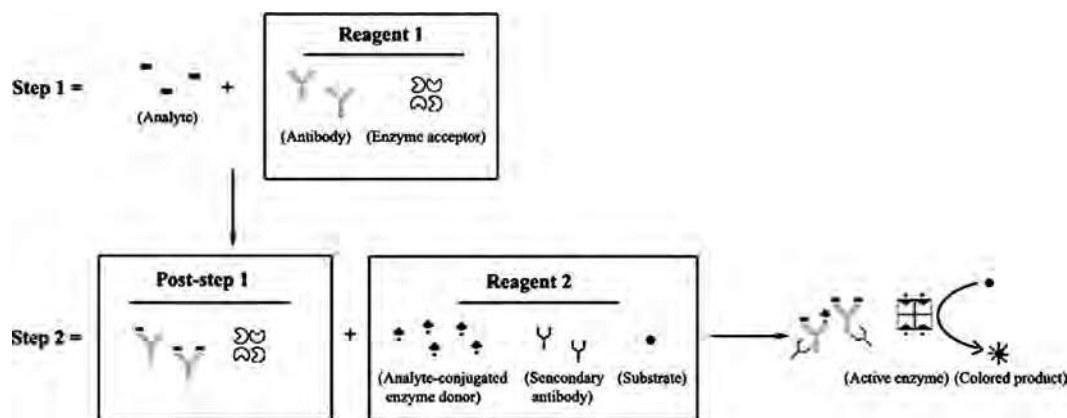 Reagent 1
Step 1 =
+
(Analyte)
(Antibody) (Enzyme acceptor)
Post-step 1
Reagent 2
Step 2 =
+
(Analyte-conjugated
enzyme donor)
(Sencondary
antibody)
(Substrate)
(Active enzyme) (Colored product)